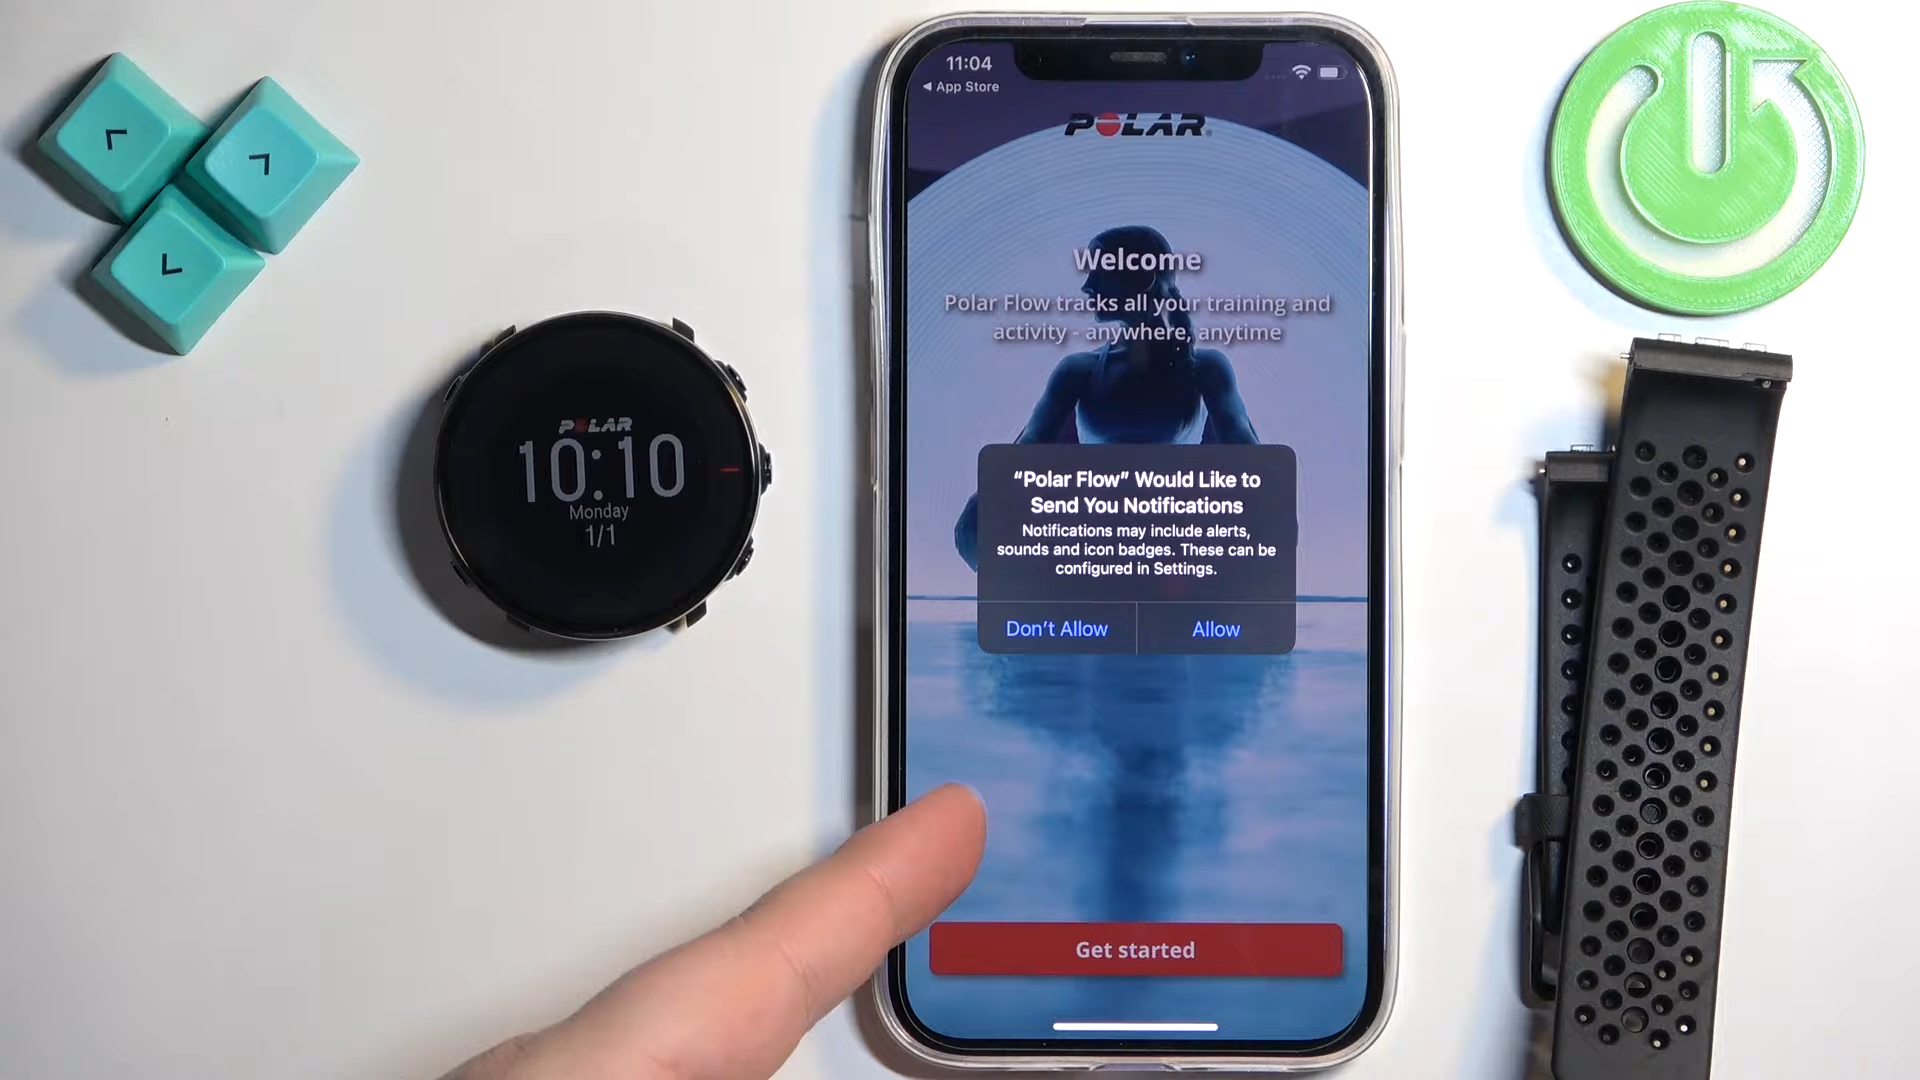 11:04
◀ App Store
POLAR
Welcome
Polar Flow tracks all your training and
activity - anywhere, anytime
“Polar Flow” Would Like to
Send You Notifications
Notifications may include alerts,
sounds and icon badges. These can be
configured in Settings.
Don’t Allow
Allow
Get started
POLAR
10:10
Monday
1/1